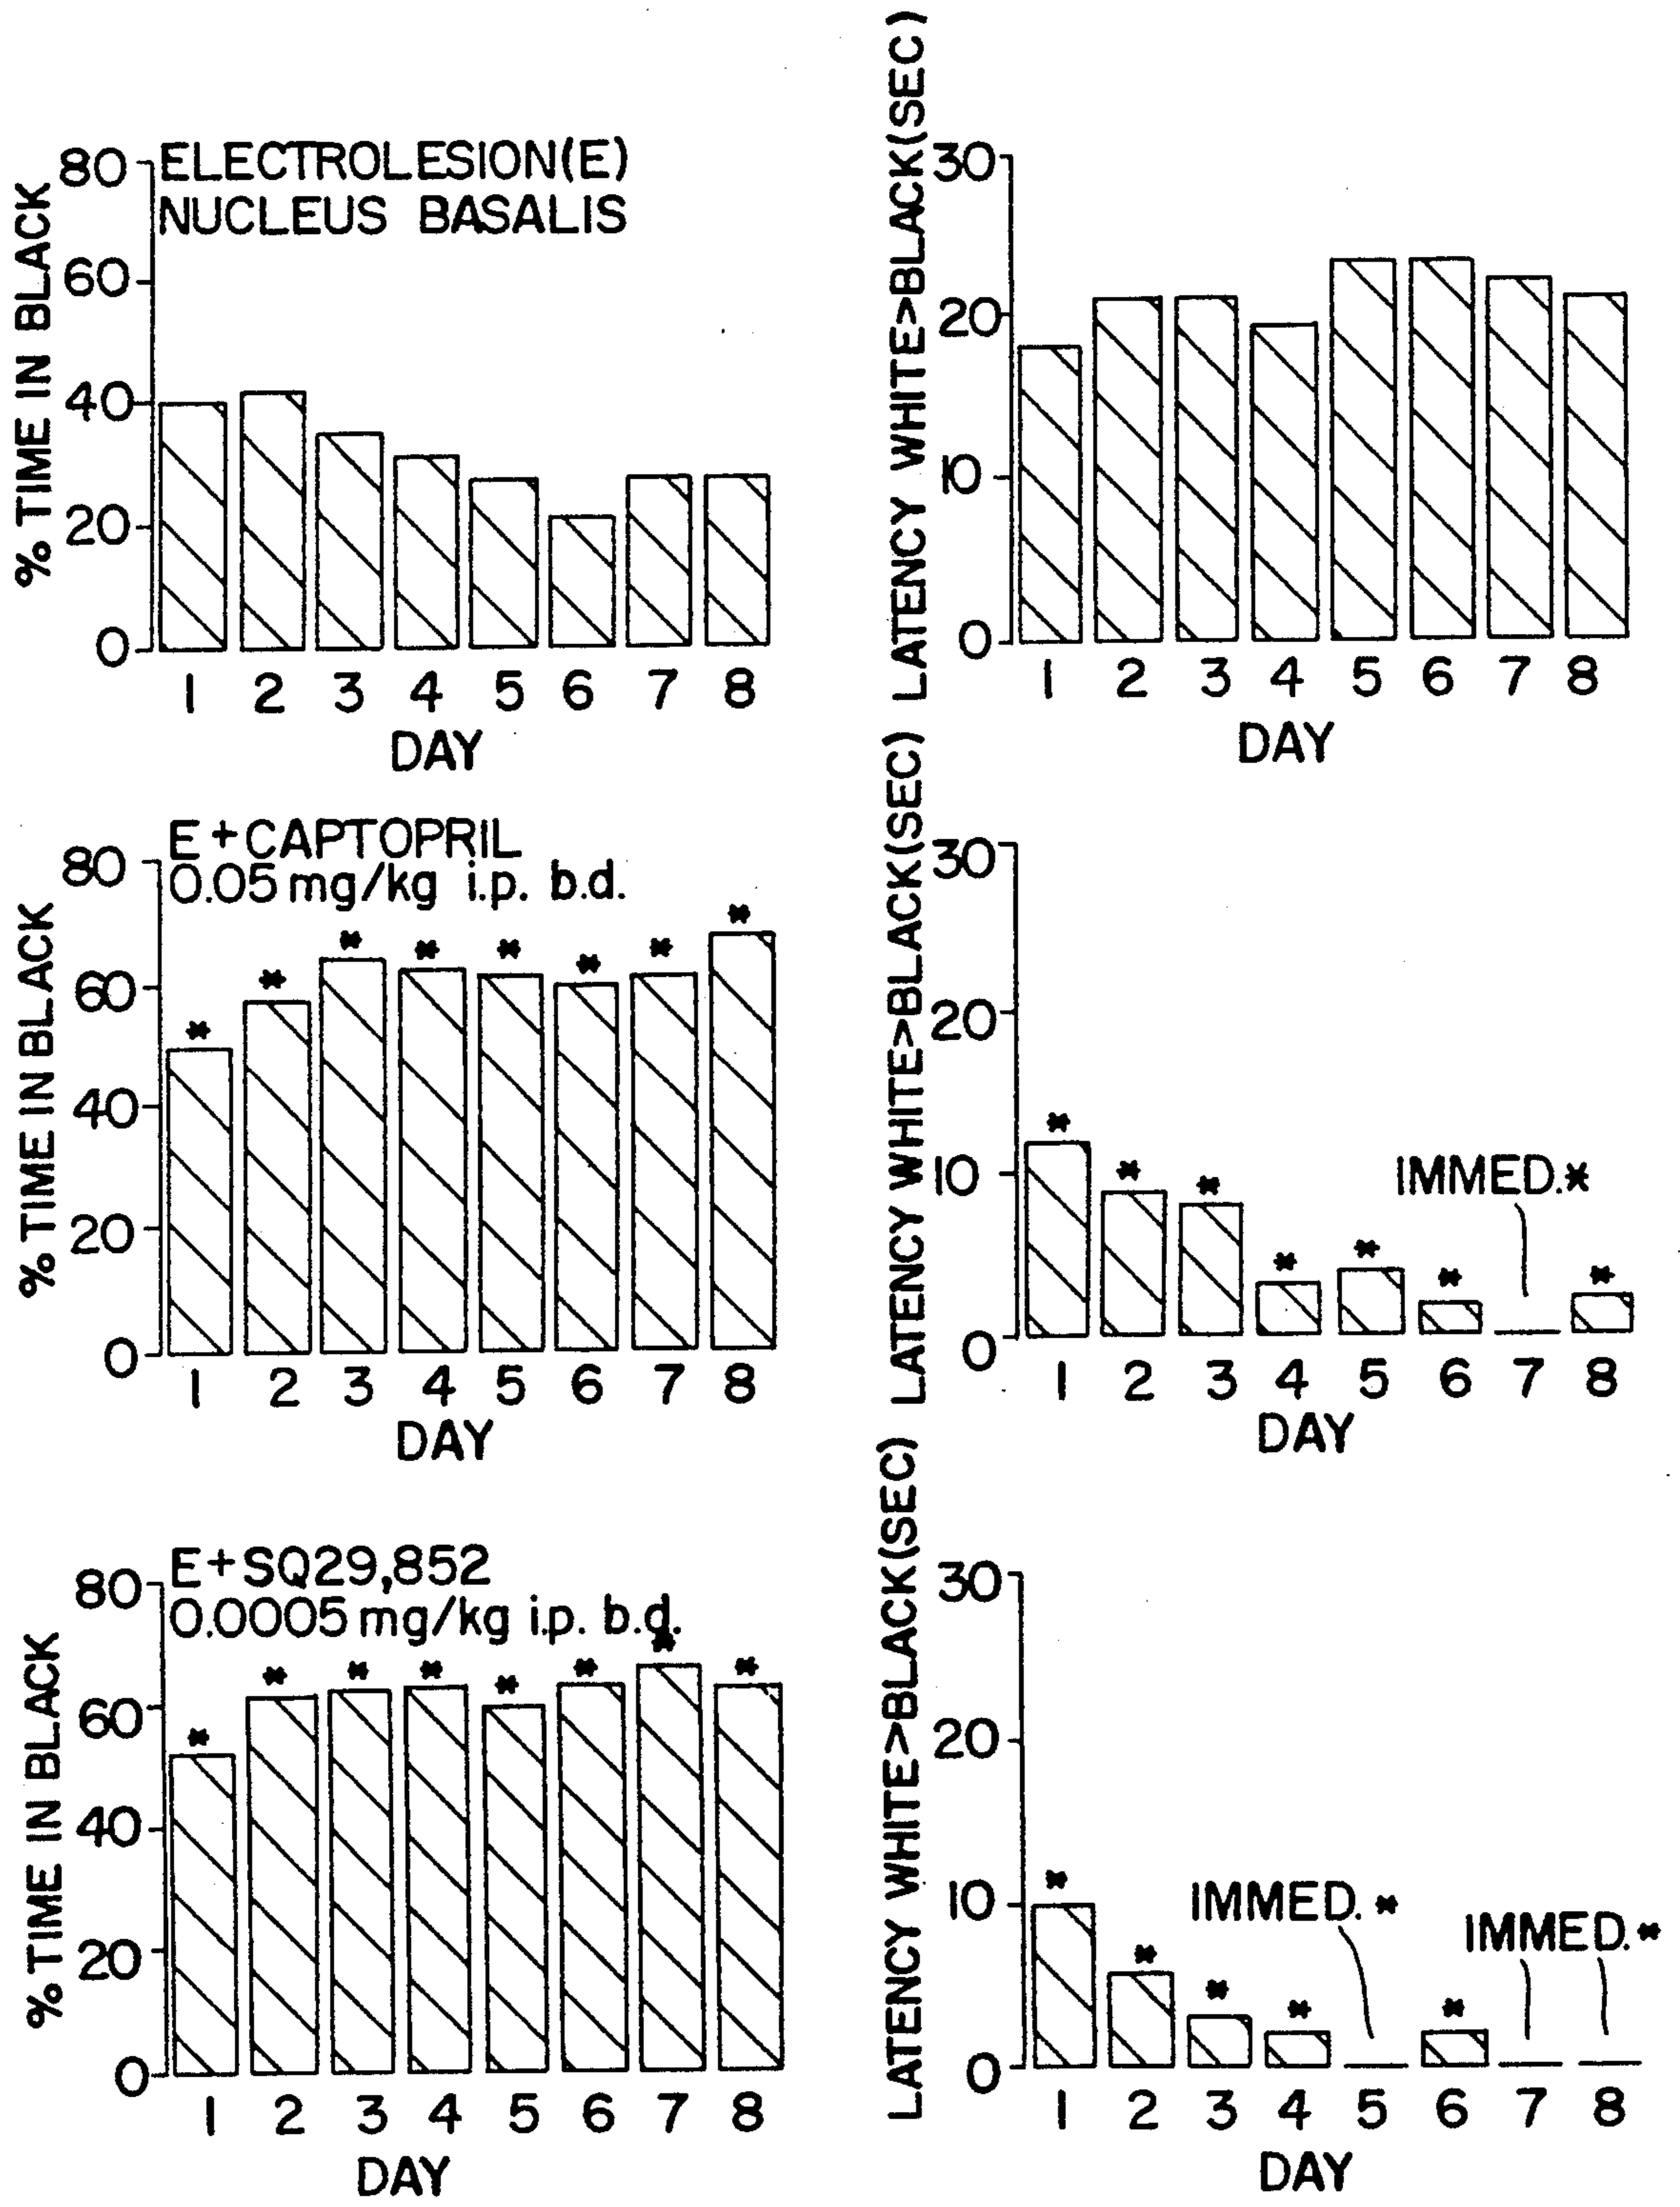 ELECTROLESION(E)
NUCLEUS BASALIS
% TIME IN BLACK
80
60
40
20
0
1 2 3 4 5 6 7 8
DAY
LATENCY WHITE>BLACK(SEC)
30
20
10
0
1 2 3 4 5 6 7 8
DAY
E+CAPTOPRIL
0.05 mg/kg i.p. b.d.
% TIME IN BLACK
80
60
40
20
0
* * * * * * * *
1 2 3 4 5 6 7 8
DAY
LATENCY WHITE>BLACK(SEC)
30
20
10
0
* * * * * * *
IMMED.*
1 2 3 4 5 6 7 8
DAY
E+SQ29,852
0.0005 mg/kg i.p. b.d.
% TIME IN BLACK
80
60
40
20
0
* * * * * * * *
1 2 3 4 5 6 7 8
DAY
LATENCY WHITE>BLACK(SEC)
30
20
10
0
* * * * *
IMMED. *
IMMED.*
1 2 3 4 5 6 7 8
DAY